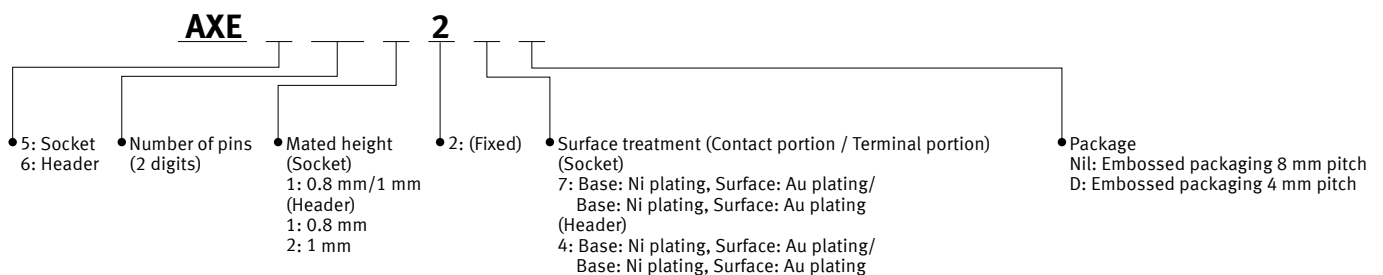 AXE 2
5: Socket
6: Header
Number of pins
(2 digits)
Mated height
(Socket)
1: 0.8 mm/1 mm
(Header)
1: 0.8 mm
2: 1 mm
2: (Fixed)
Surface treatment (Contact portion / Terminal portion)
(Socket)
7: Base: Ni plating, Surface: Au plating/
Base: Ni plating, Surface: Au plating
(Header)
4: Base: Ni plating, Surface: Au plating/
Base: Ni plating, Surface: Au plating
Package
Nil: Embossed packaging 8 mm pitch
D: Embossed packaging 4 mm pitch